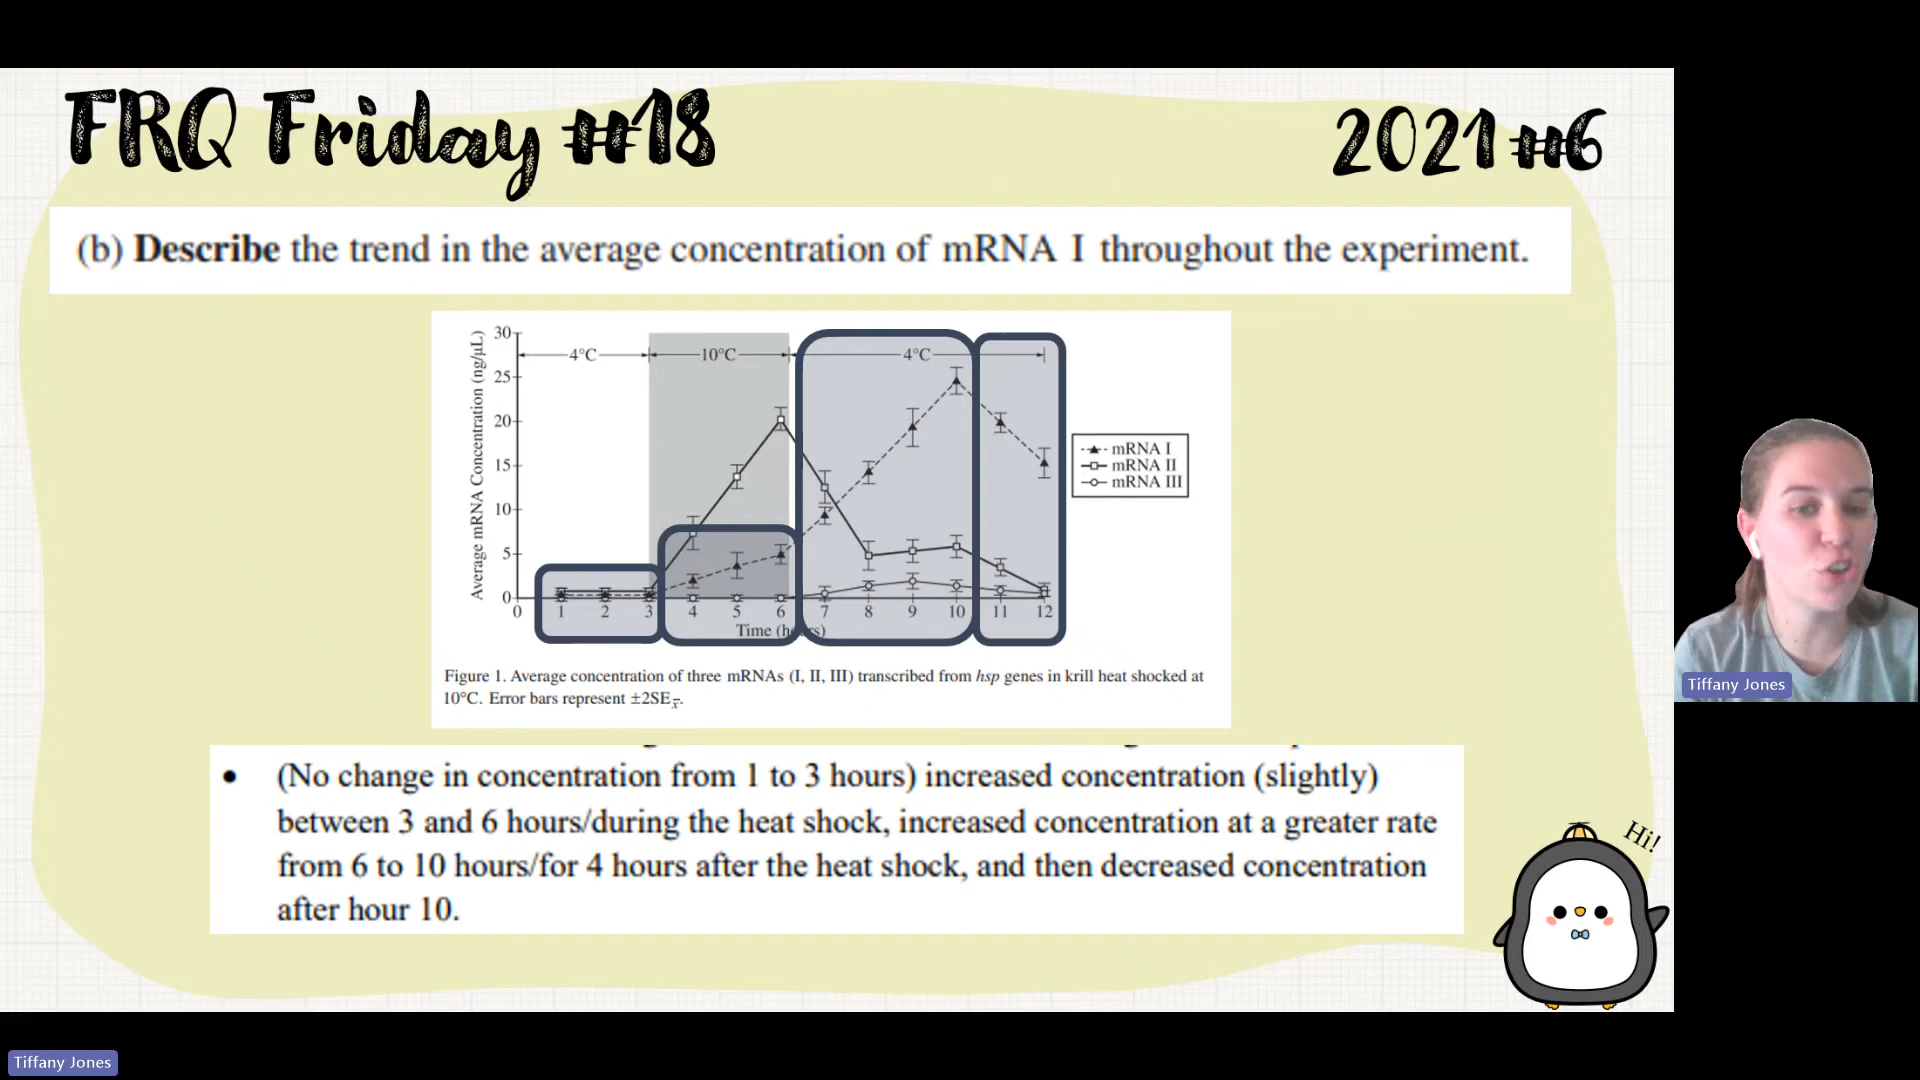 FRQ Friday #18
2021 #6
(b) Describe the trend in the average concentration of mRNA I throughout the experiment.
Average mRNA Concentration (ng/µL)
30
25
20
15
10
5
0
4°C
10°C
4°C
0 1 2 3 4 5 6 7 8 9 10 11 12
Time (h rs)
mRNA I
mRNA II
mRNA III
Figure 1. Average concentration of three mRNAs (I, II, III) transcribed from hsp genes in krill heat shocked at
10°C. Error bars represent ±2SEx̄.
• (No change in concentration from 1 to 3 hours) increased concentration (slightly)
between 3 and 6 hours/during the heat shock, increased concentration at a greater rate
from 6 to 10 hours/for 4 hours after the heat shock, and then decreased concentration
after hour 10.
Hi!
Tiffany Jones
Tiffany Jones